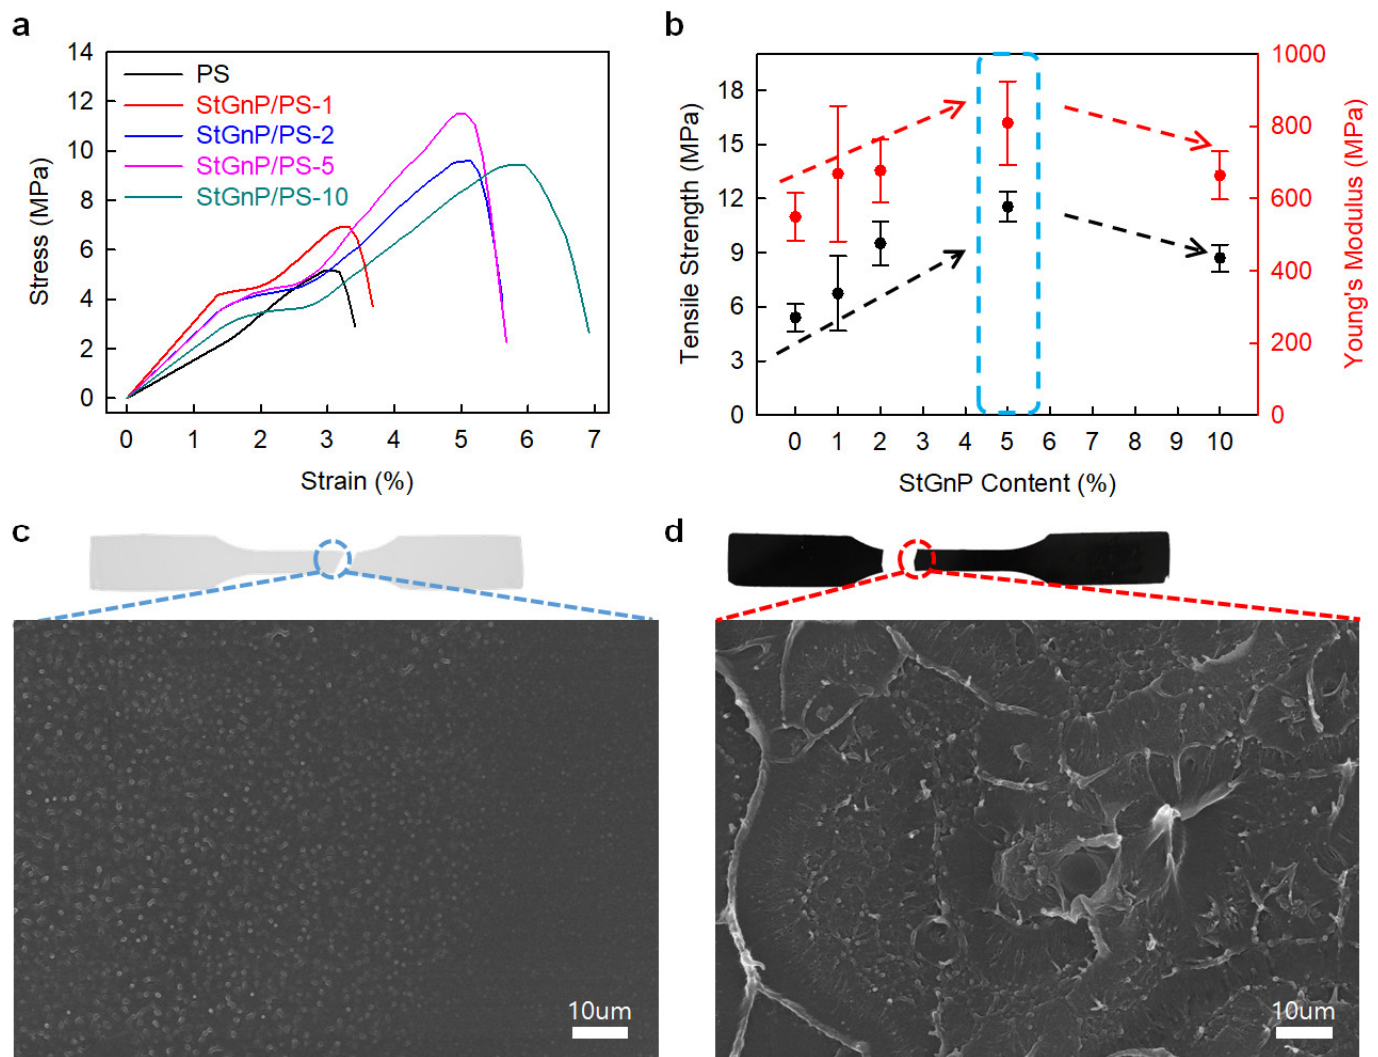 a
14
12
10
8
6
4
2
0
Stress (MPa)
PS
StGnP/PS-1
StGnP/PS-2
StGnP/PS-5
StGnP/PS-10
0 1 2 3 4 5 6 7
Strain (%)
b
18
15
12
9
6
3
0
Tensile Strength (MPa)
1000
800
600
400
200
0
Young's Modulus (MPa)
0 1 2 3 4 5 6 7 8 9 10
StGnP Content (%)
c
10um
d
10um